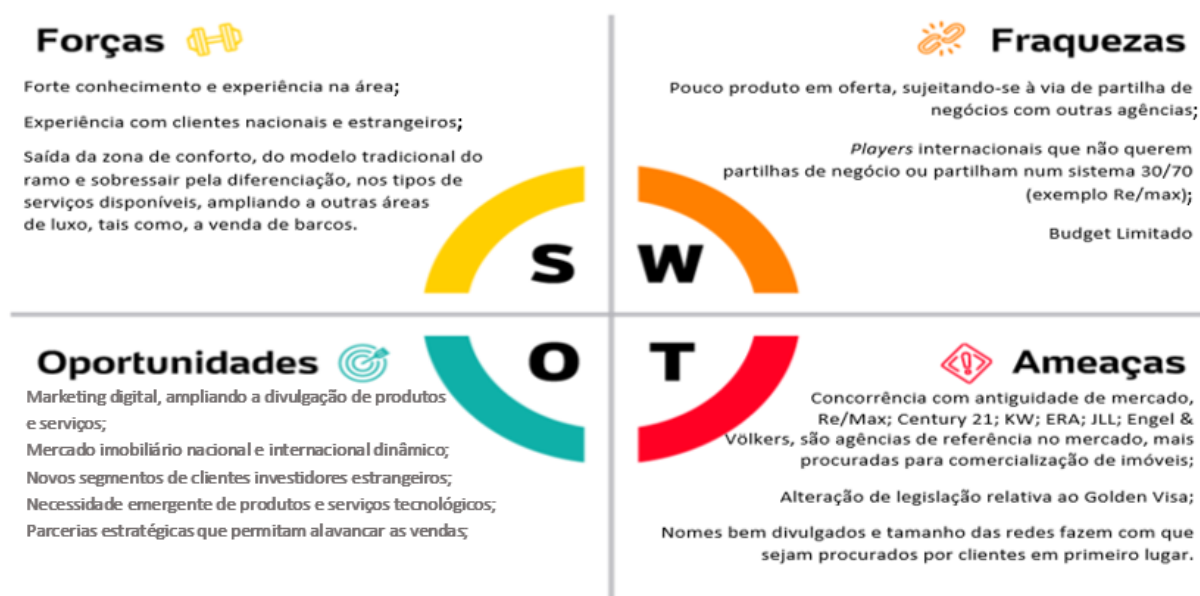 Forças
Forte conhecimento e experiência na área;
Experiência com clientes nacionais e estrangeiros;
Saída da zona de conforto, do modelo tradicional do
ramo e sobressair pela diferenciação, nos tipos de
serviços disponíveis, ampliando a outras áreas
de luxo, tais como, a venda de barcos.
S
Fraquezas
Pouco produto em oferta, sujeitando-se à via de partilha de
negócios com outras agências;
Players internacionais que não querem
partilhas de negócio ou partilham num sistema 30/70
(exemplo Re/max);
Budget Limitado
W
Oportunidades
Marketing digital, ampliando a divulgação de produtos
e serviços;
Mercado imobiliário nacional e internacional dinâmico;
Novos segmentos de clientes investidores estrangeiros;
Necessidade emergente de produtos e serviços tecnológicos;
Parcerias estratégicas que permitam alavancar as vendas;
O
Ameaças
Concorrência com antiguidade de mercado,
Re/Max; Century 21; KW; ERA; JLL; Engel &
Völkers, são agências de referência no mercado, mais
procuradas para comercialização de imóveis;
Alteração de legislação relativa ao Golden Visa;
Nomes bem divulgados e tamanho das redes fazem com que
sejam procurados por clientes em primeiro lugar.
T